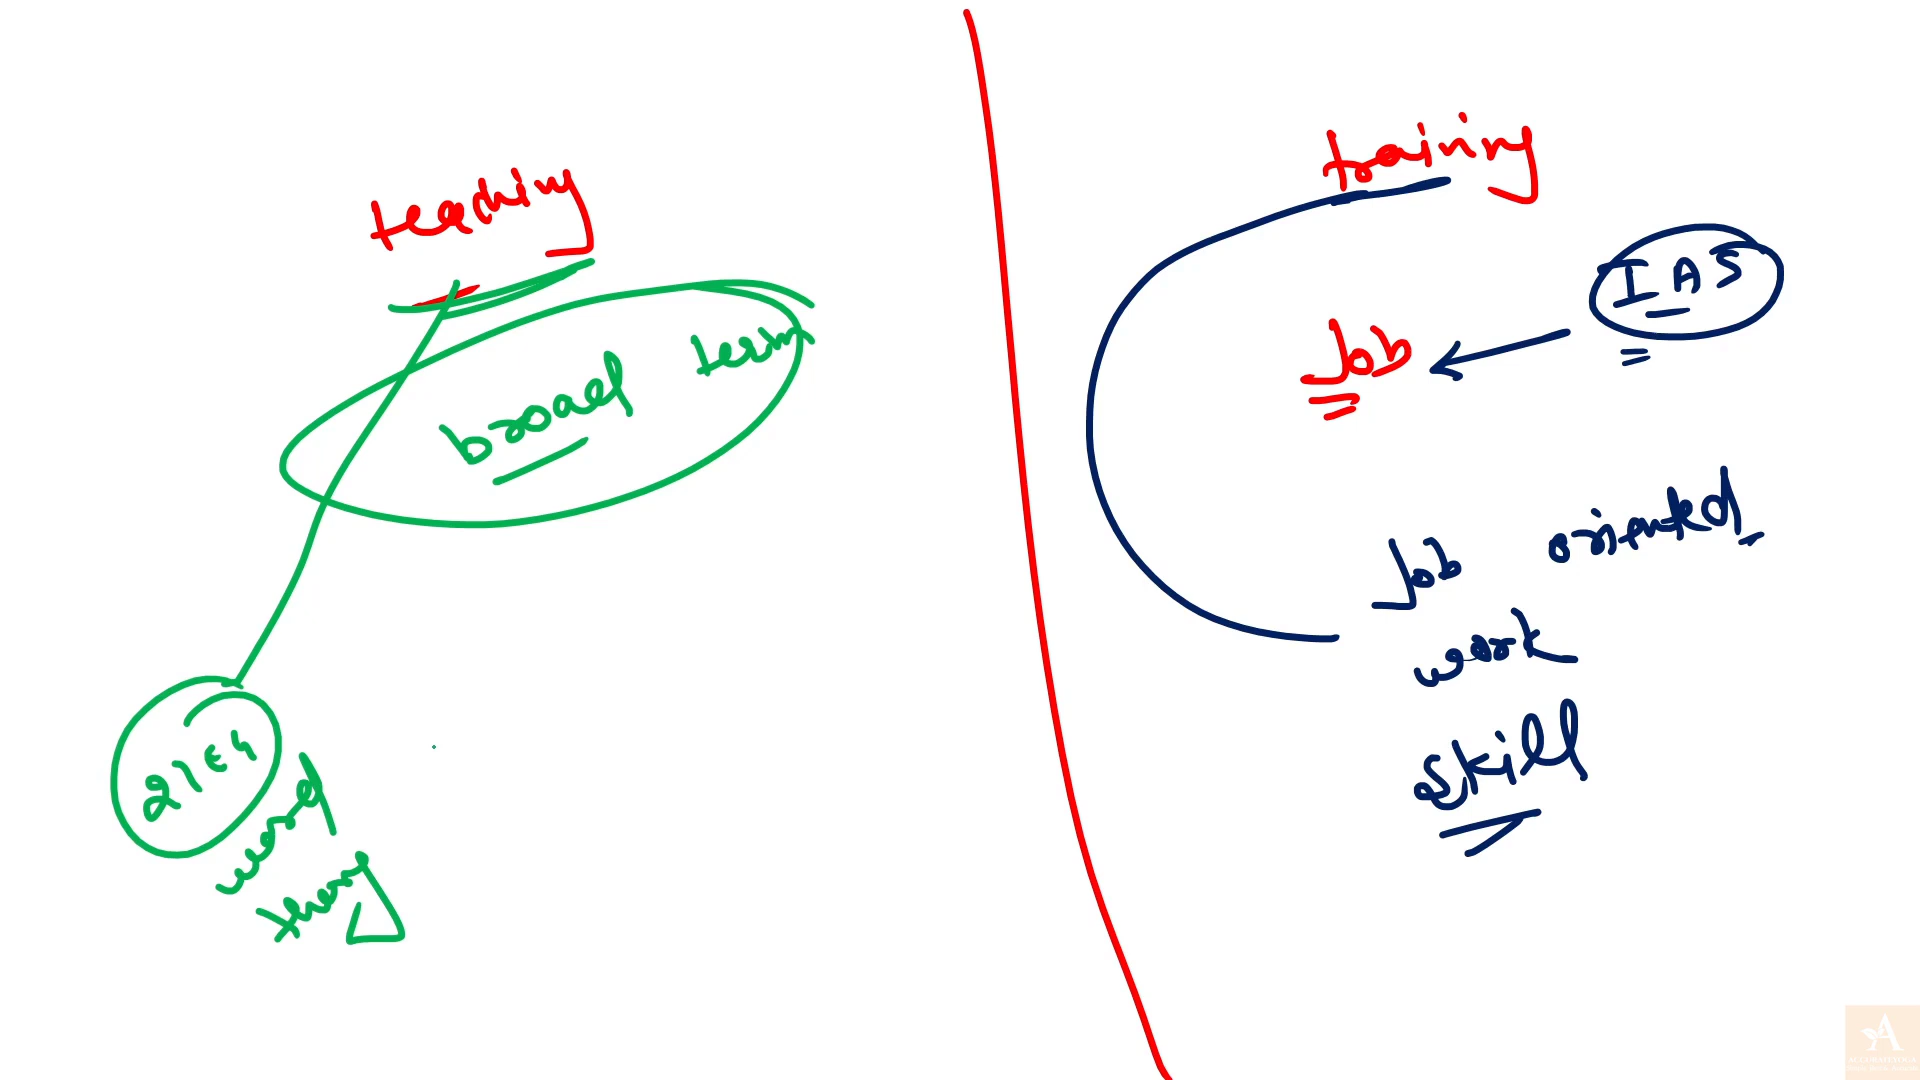 teaching
broad term
training
IAS
Job
Job oriented
work
skill